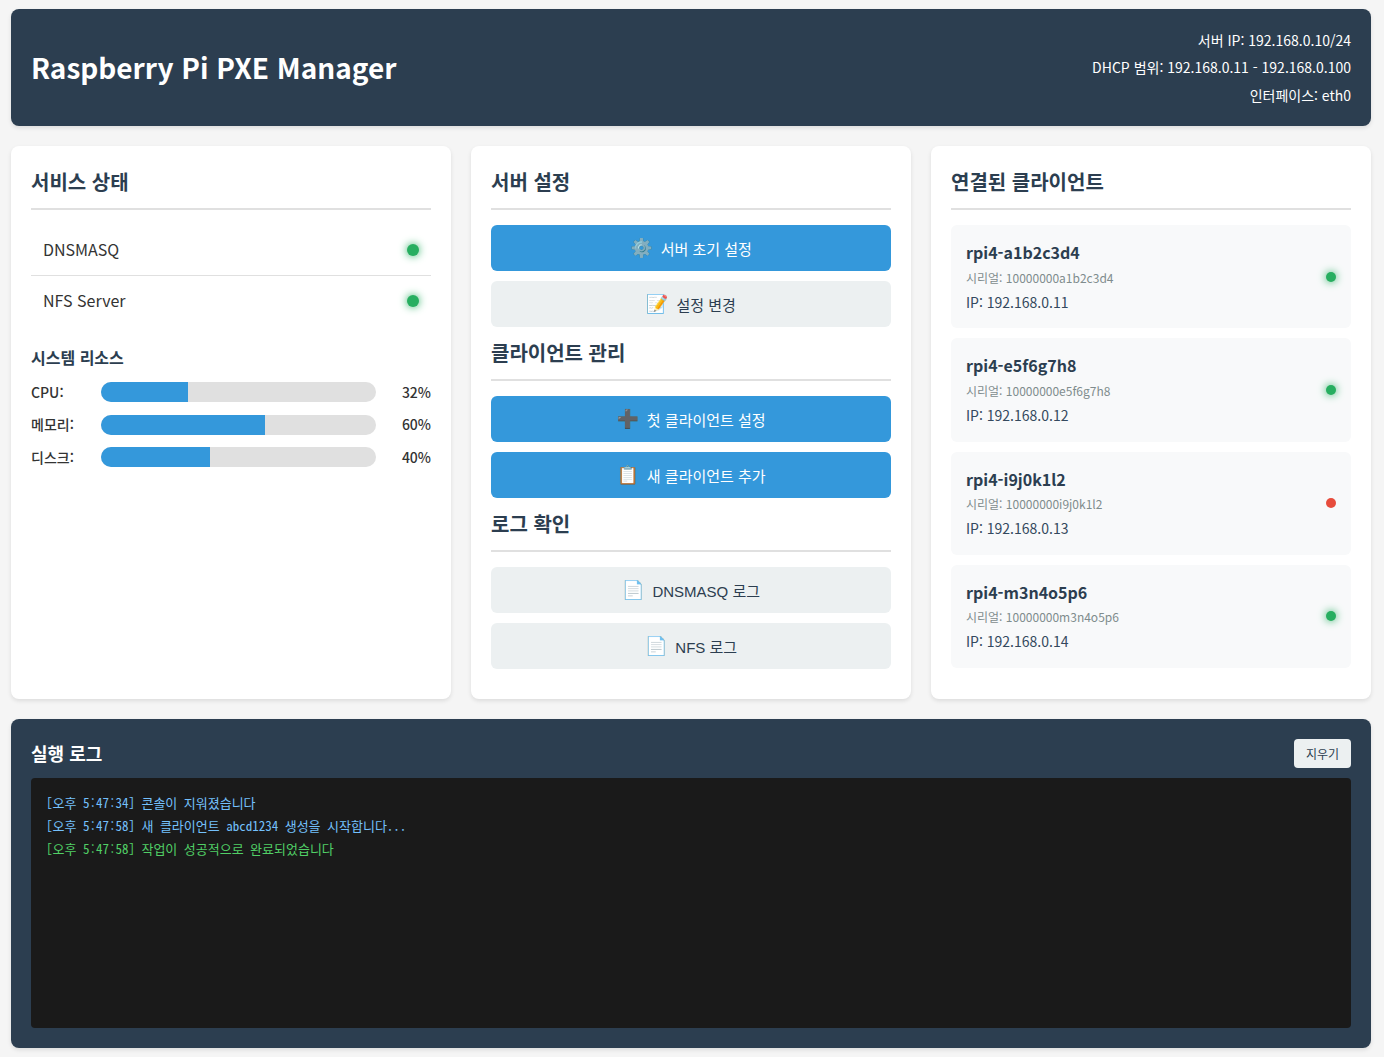 Raspberry Pi PXE Manager
서버 IP: 192.168.0.10/24
DHCP 범위: 192.168.0.11 - 192.168.0.100
인터페이스: eth0
서비스 상태
DNSMASQ
NFS Server
시스템 리소스
CPU: 32%
메모리: 60%
디스크: 40%
서버 설정
서버 초기 설정
설정 변경
클라이언트 관리
첫 클라이언트 설정
새 클라이언트 추가
로그 확인
DNSMASQ 로그
NFS 로그
연결된 클라이언트
rpi4-a1b2c3d4
시리얼: 10000000a1b2c3d4
IP: 192.168.0.11
rpi4-e5f6g7h8
시리얼: 10000000e5f6g7h8
IP: 192.168.0.12
rpi4-i9j0k1l2
시리얼: 10000000i9j0k1l2
IP: 192.168.0.13
rpi4-m3n4o5p6
시리얼: 10000000m3n4o5p6
IP: 192.168.0.14
실행 로그
지우기
[오후 5:47:34] 콘솔이 지워졌습니다
[오후 5:47:58] 새 클라이언트 abcd1234 생성을 시작합니다...
[오후 5:47:58] 작업이 성공적으로 완료되었습니다